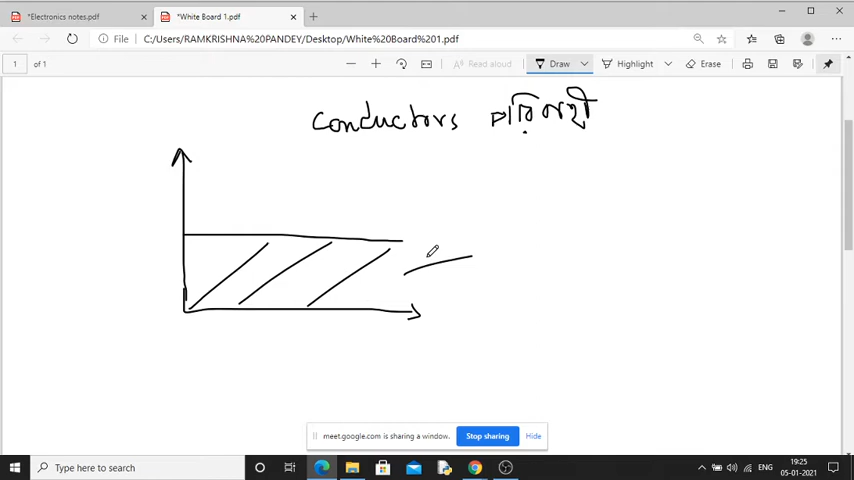 *Electronics notes.pdf
*White Board 1.pdf
File C:/Users/RAMKRISHNA%20PANDEY/Desktop/White%20Board%201.pdf
1 of 1 Read aloud Draw Highlight Erase
Conductors পরিবাহী
meet.google.com is sharing a window. Stop sharing Hide
Type here to search
ENG
19:25
05-01-2021